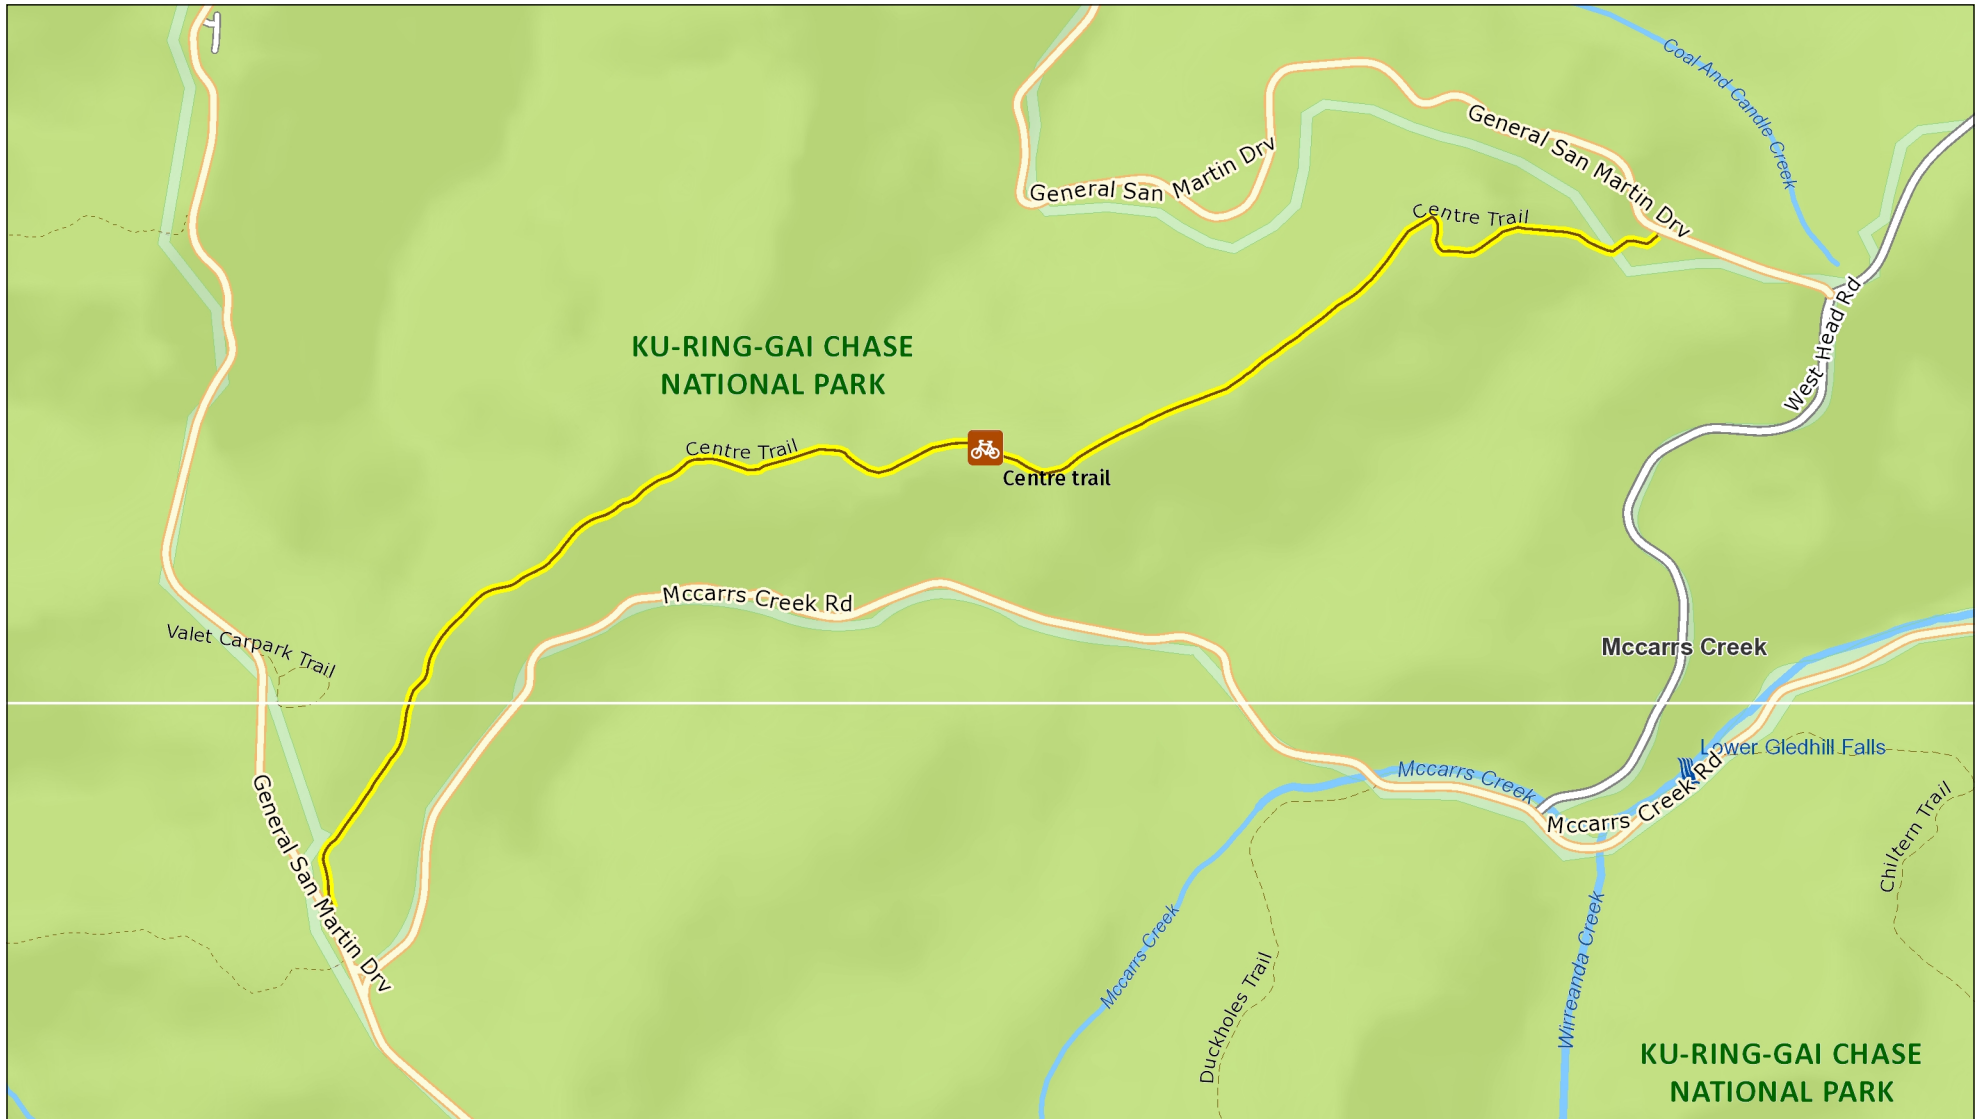 Coal And Candle Creek
General San Martin Drv
General San Martin Drv
Centre Trail
West Head Rd
KU-RING-GAI CHASE
NATIONAL PARK
Centre Trail
Centre trail
Mccarrs Creek Rd
Valet Carpark Trail
Mccarrs Creek
Lower Gledhill Falls
Mccarrs Creek
Mccarrs Creek Rd
General San Martin Drv
Chiltern Trail
Mccarrs Creek
Wirreanda Creek
Duckholes Trail
KU-RING-GAI CHASE
NATIONAL PARK